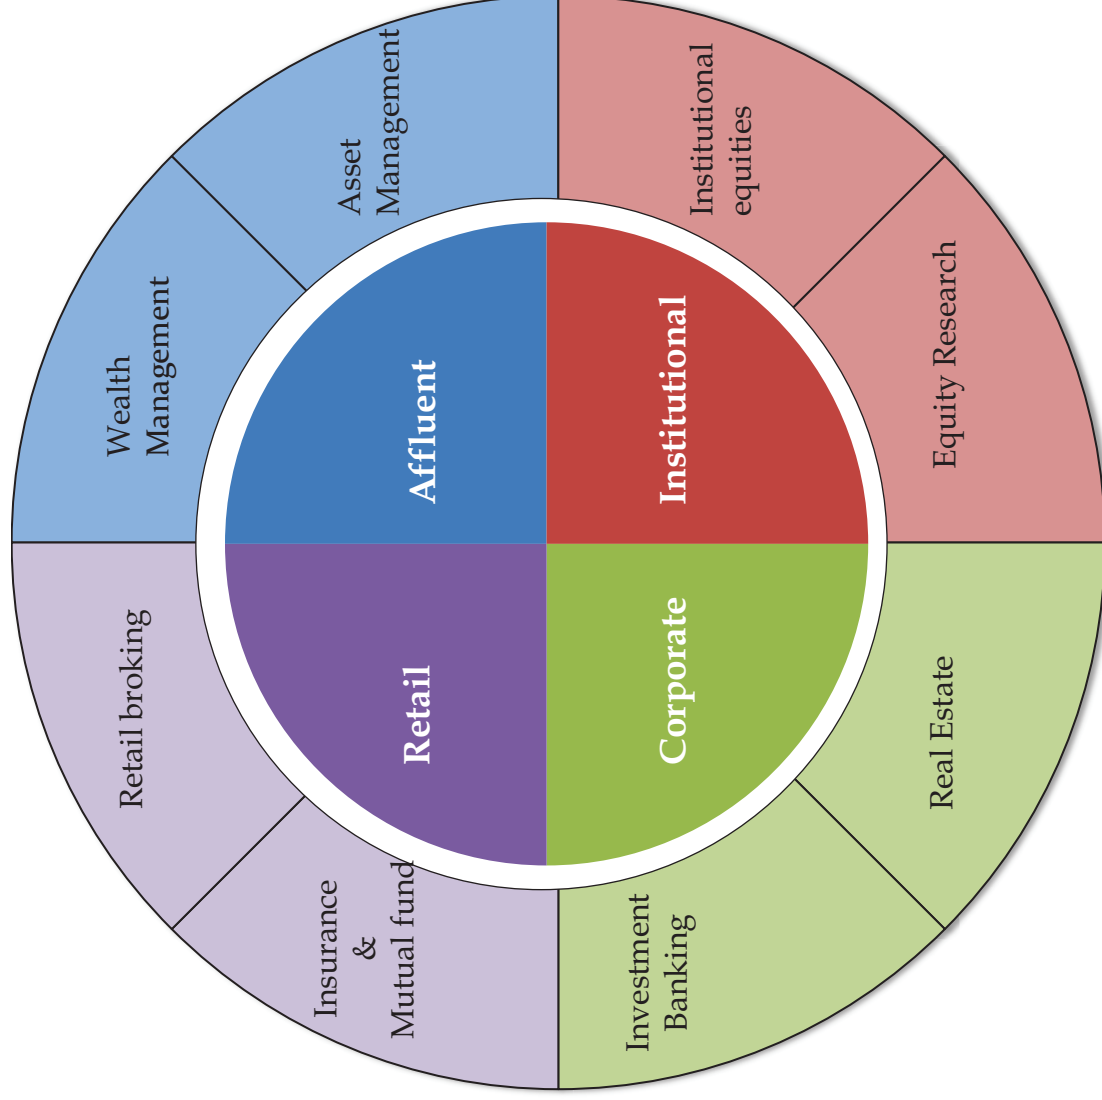 Retail broking
Wealth
Management
Insurance
&
Mutual fund
Asset
Management
Retail
Affluent
Corporate
Institutional
Investment
Banking
Institutional
equities
Real Estate
Equity Research